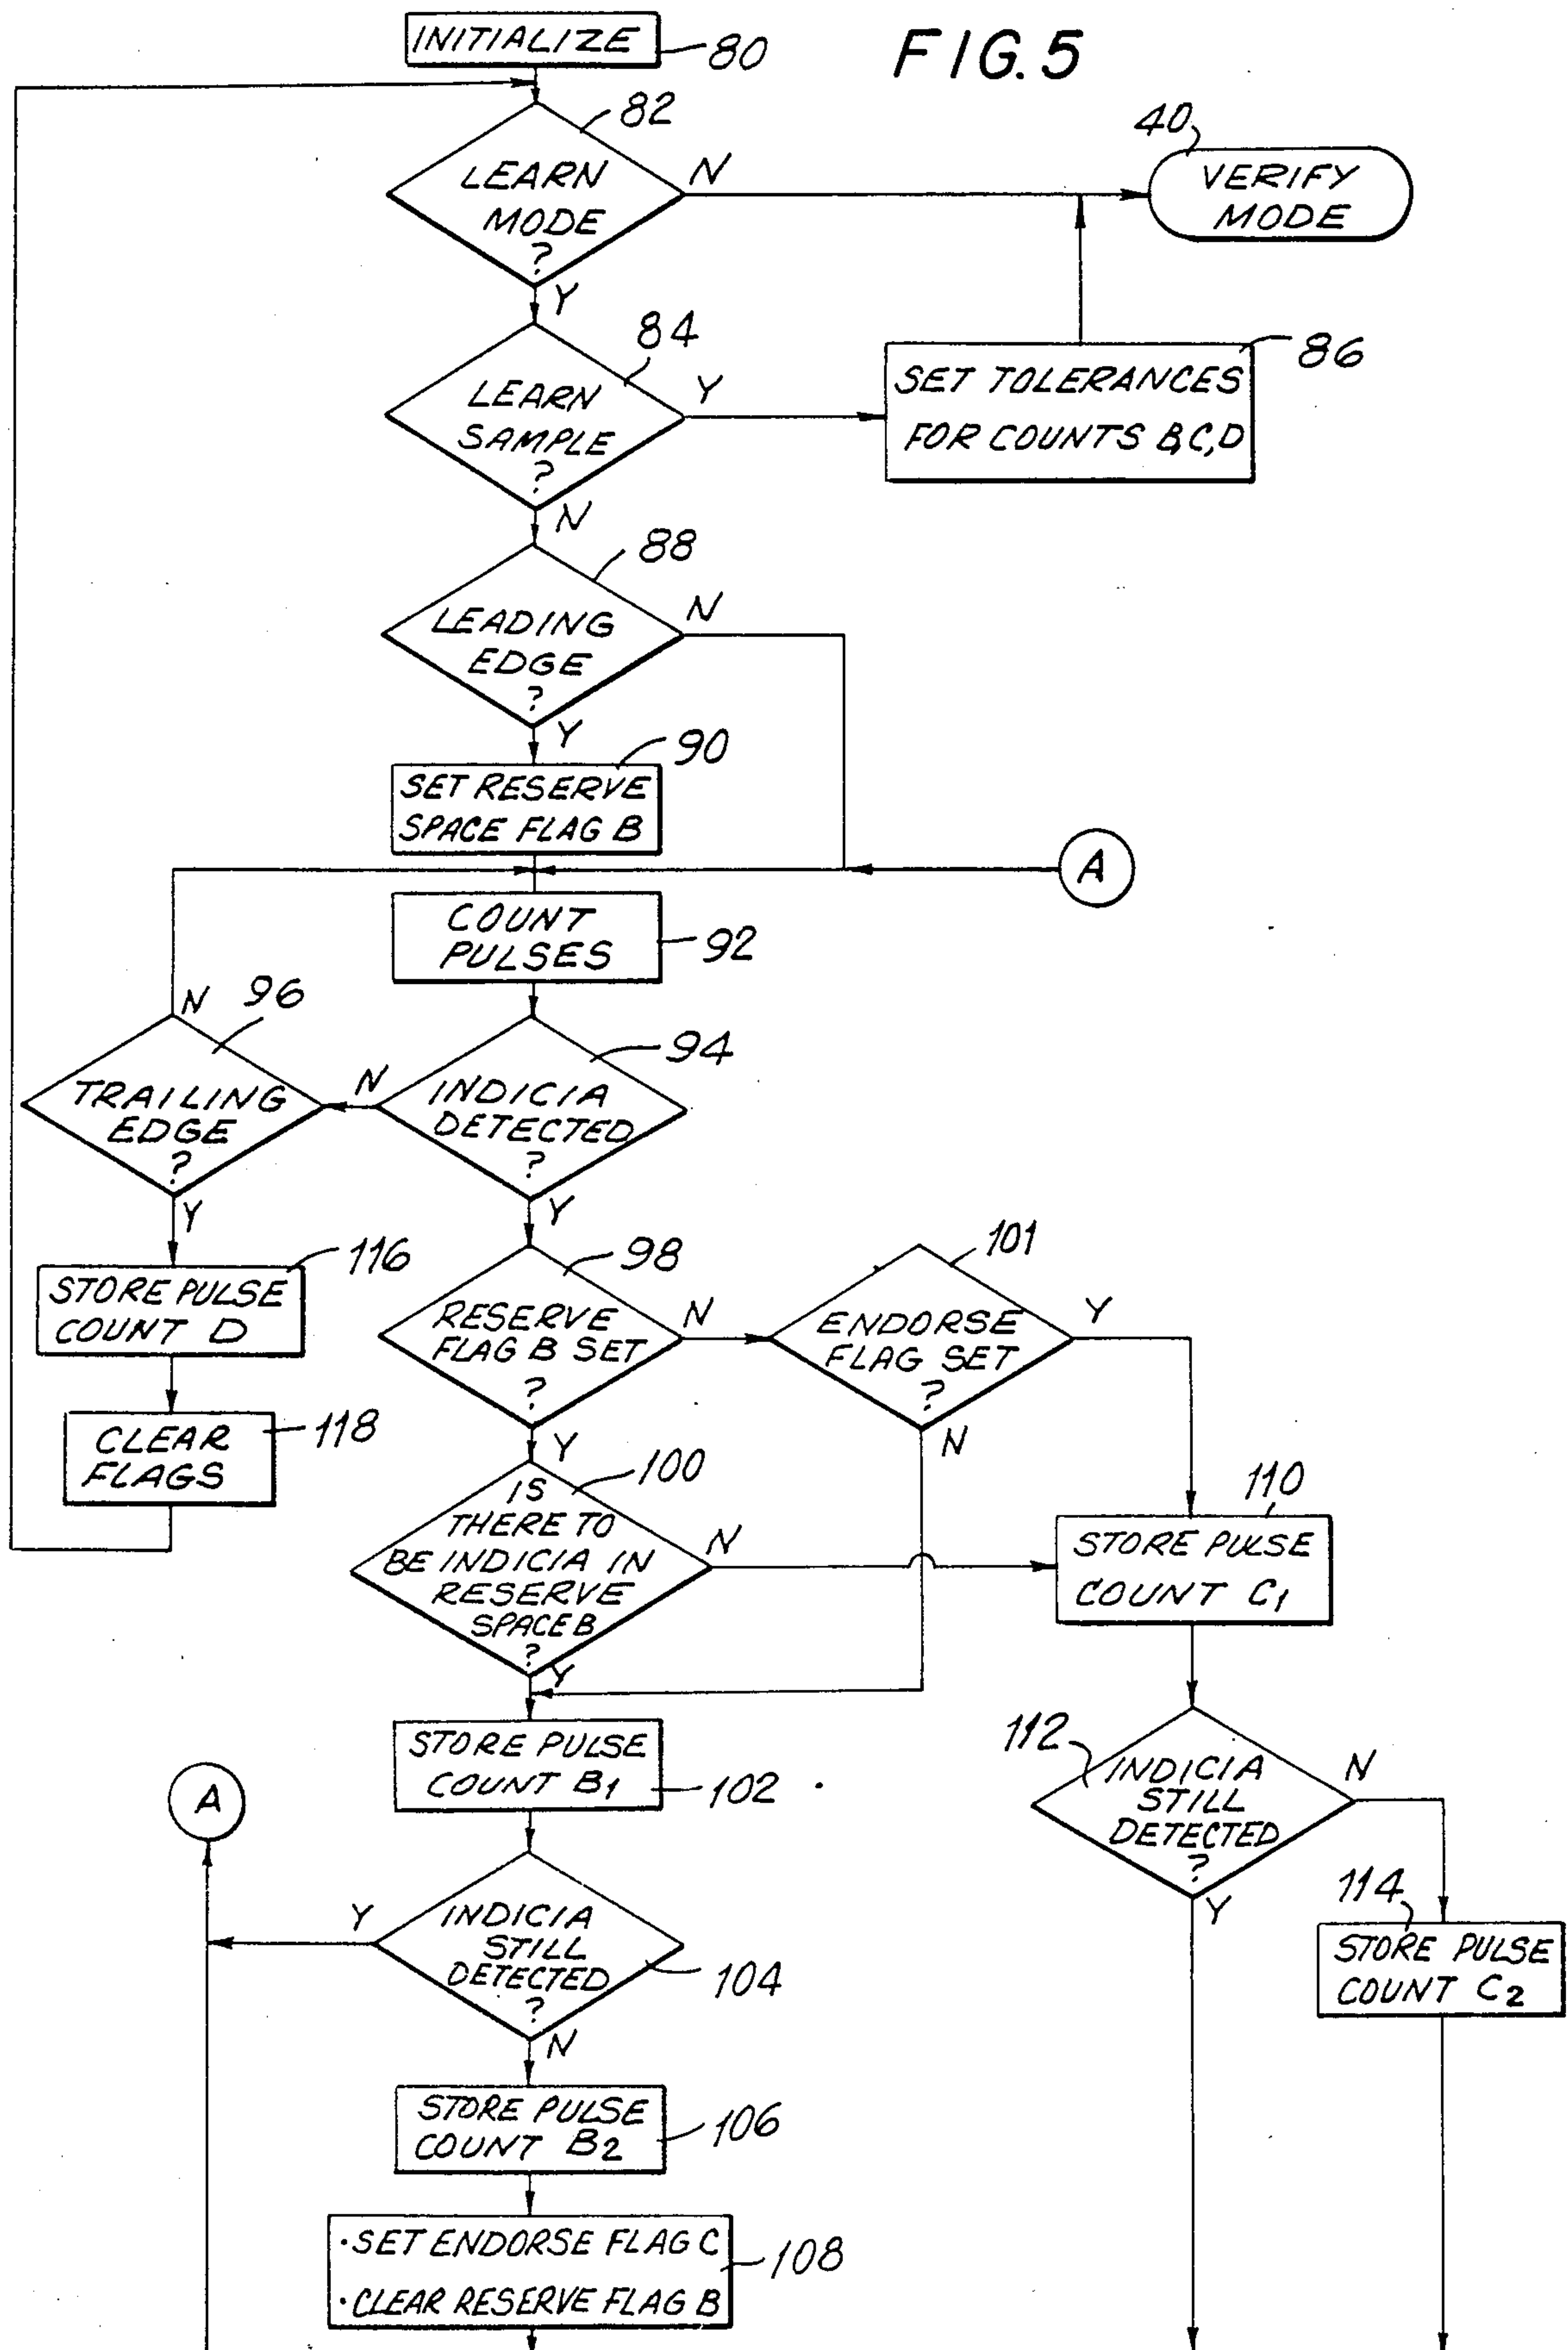 INITIALIZE
80
FIG. 5
82
LEARN
MODE
?
N
Y
40
VERIFY
MODE
84
LEARN
SAMPLE
?
Y
N
86
SET TOLERANCES
FOR COUNTS B,C,D
88
LEADING
EDGE
?
N
Y
90
SET RESERVE
SPACE FLAG B
A
COUNT
PULSES
92
96
N
TRAILING
EDGE
?
Y
94
N
INDICIA
DETECTED
?
Y
116
STORE PULSE
COUNT D
118
CLEAR
FLAGS
98
RESERVE
FLAG B SET
?
N
Y
101
ENDORSE
FLAG SET
?
Y
N
100
IS
THERE TO
BE INDICIA IN
RESERVE
SPACE B
?
N
Y
110
STORE PULSE
COUNT C1
STORE PULSE
COUNT B1
102
112
INDICIA
STILL
DETECTED
?
N
Y
A
Y
INDICIA
STILL
DETECTED
?
104
N
114
STORE PULSE
COUNT C2
STORE PULSE
COUNT B2
106
·SET ENDORSE FLAG C
·CLEAR RESERVE FLAG B
108